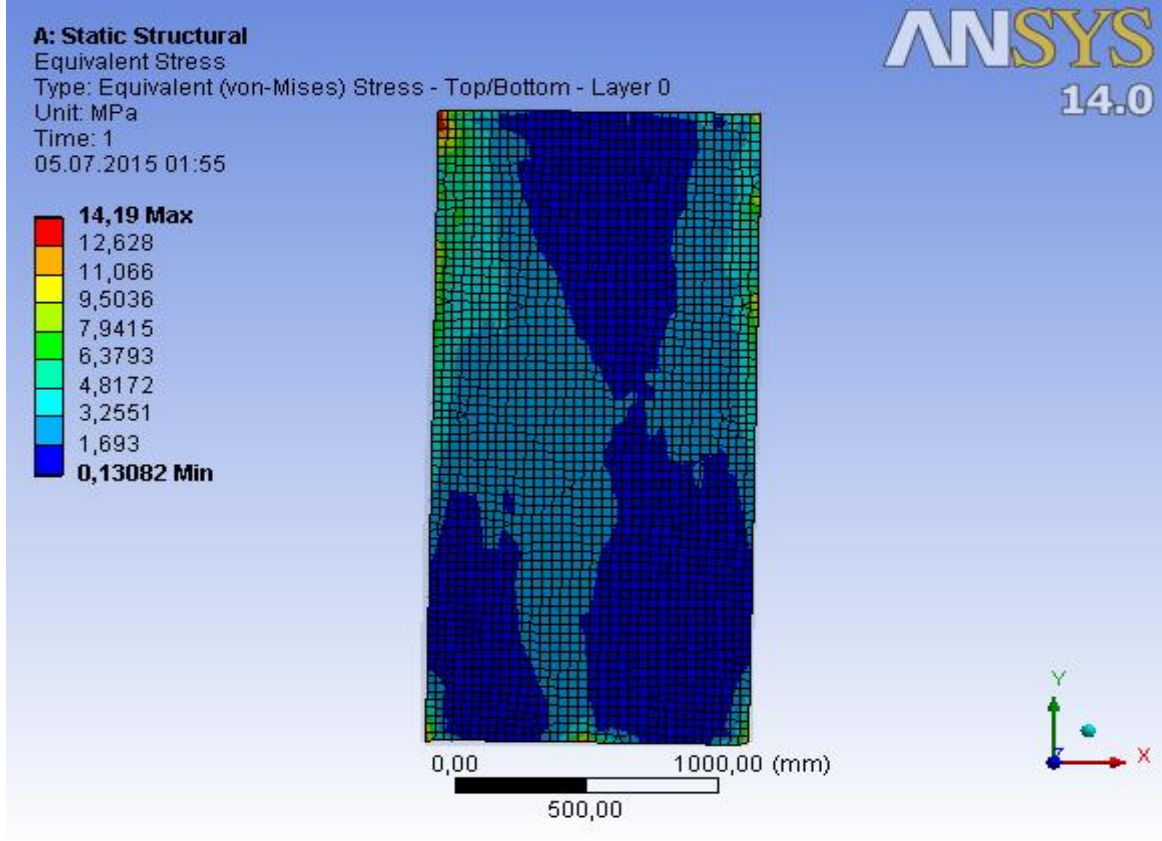 A: Static Structural
Equivalent Stress
Type: Equivalent (von-Mises) Stress - Top/Bottom - Layer 0
Unit: MPa
Time: 1
05.07.2015 01:55
ANSYS
14.0
14,19 Max
12,628
11,066
9,5036
7,9415
6,3793
4,8172
3,2551
1,693
0,13082 Min
0,00
1000,00 (mm)
500,00
Y
Z
X